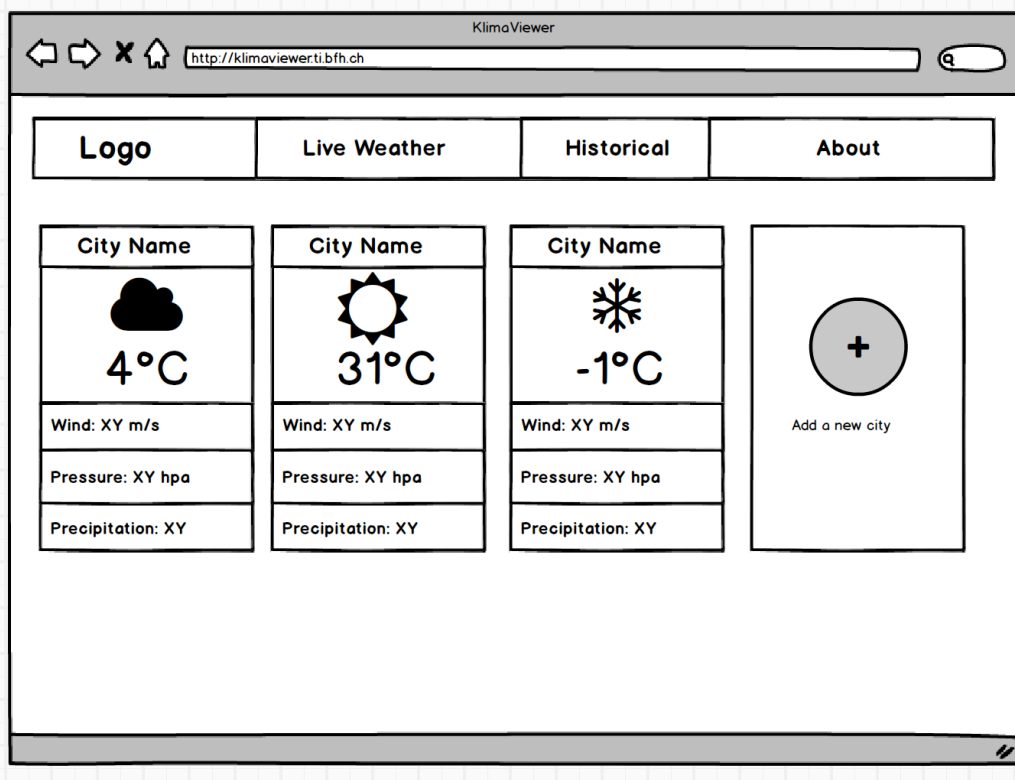 KlimaViewer
http://klimaviewer.ti.bfh.ch
Logo
Live Weather
Historical
About
City Name
4°C
Wind: XY m/s
Pressure: XY hpa
Precipitation: XY
City Name
31°C
Wind: XY m/s
Pressure: XY hpa
Precipitation: XY
City Name
-1°C
Wind: XY m/s
Pressure: XY hpa
Precipitation: XY
+
Add a new city